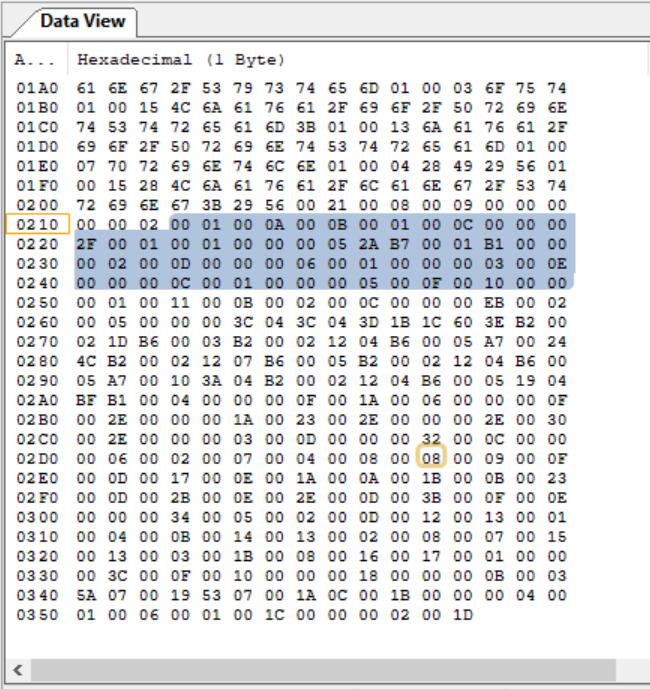 Data View
A... Hexadecimal (1 Byte)
01A0 61 6E 67 2F 53 79 73 74 65 6D 01 00 03 6F 75 74
01B0 01 00 15 4C 6A 61 76 61 2F 69 6F 2F 50 72 69 6E
01C0 74 53 74 72 65 61 6D 3B 01 00 13 6A 61 76 61 2F
01D0 69 6F 2F 50 72 69 6E 74 53 74 72 65 61 6D 01 00
01E0 07 70 72 69 6E 74 6C 6E 01 00 04 28 49 29 56 01
01F0 00 15 28 4C 6A 61 76 61 2F 6C 61 6E 67 2F 53 74
0200 72 69 6E 67 3B 29 56 00 21 00 08 00 09 00 00 00
0210 00 00 02 00 01 00 0A 00 0B 00 01 00 0C 00 00 00
0220 2F 00 01 00 01 00 00 00 05 2A B7 00 01 B1 00 00
0230 00 02 00 0D 00 00 00 06 00 01 00 00 00 03 00 0E
0240 00 00 00 0C 00 01 00 00 00 05 00 0F 00 10 00 00
0250 00 01 00 11 00 0B 00 02 00 0C 00 00 00 EB 00 02
0260 00 05 00 00 00 3C 04 3C 04 3D 1B 1C 60 3E B2 00
0270 02 1D B6 00 03 B2 00 02 12 04 B6 00 05 A7 00 24
0280 4C B2 00 02 12 07 B6 00 05 B2 00 02 12 04 B6 00
0290 05 A7 00 10 3A 04 B2 00 02 12 04 B6 00 05 19 04
02A0 BF B1 00 04 00 00 00 0F 00 1A 00 06 00 00 00 0F
02B0 00 2E 00 00 00 1A 00 23 00 2E 00 00 00 2E 00 30
02C0 00 2E 00 00 00 03 00 0D 00 00 00 32 00 0C 00 00
02D0 00 06 00 02 00 07 00 04 00 08 00 08 00 09 00 0F
02E0 00 0D 00 17 00 0E 00 1A 00 0A 00 1B 00 0B 00 23
02F0 00 0D 00 2B 00 0E 00 2E 00 0D 00 3B 00 0F 00 0E
0300 00 00 00 34 00 05 00 02 00 0D 00 12 00 13 00 01
0310 00 04 00 0B 00 14 00 13 00 02 00 08 00 07 00 15
0320 00 13 00 03 00 1B 00 08 00 16 00 17 00 01 00 00
0330 00 3C 00 0F 00 10 00 00 00 18 00 00 00 0B 00 03
0340 5A 07 00 19 53 07 00 1A 0C 00 1B 00 00 00 04 00
0350 01 00 06 00 01 00 1C 00 00 00 02 00 1D